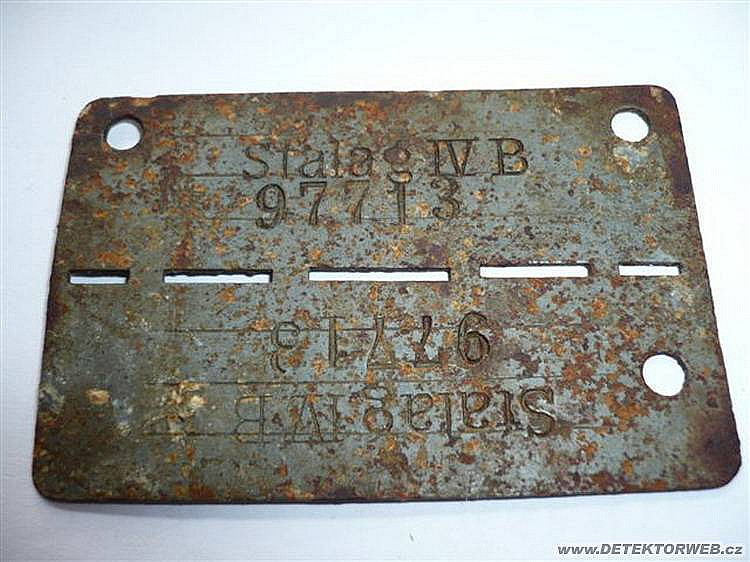 Stalag IV B
97713
97713
Stalag IV B
www.DETEKTORWEB.cz